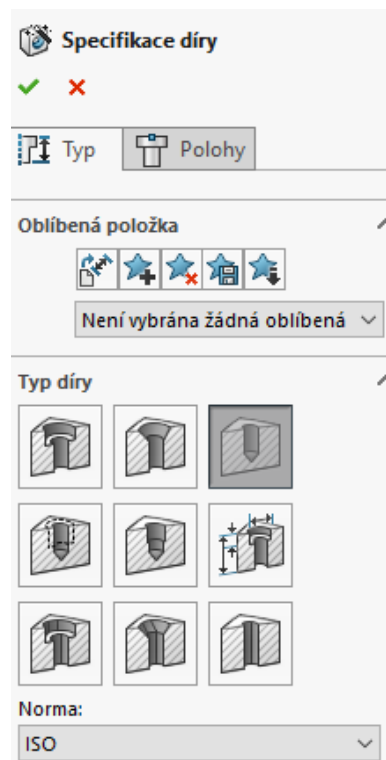 Specifikace díry
Typ
Polohy
Oblíbená položka
Není vybrána žádná oblíbená
Typ díry
Norma:
ISO